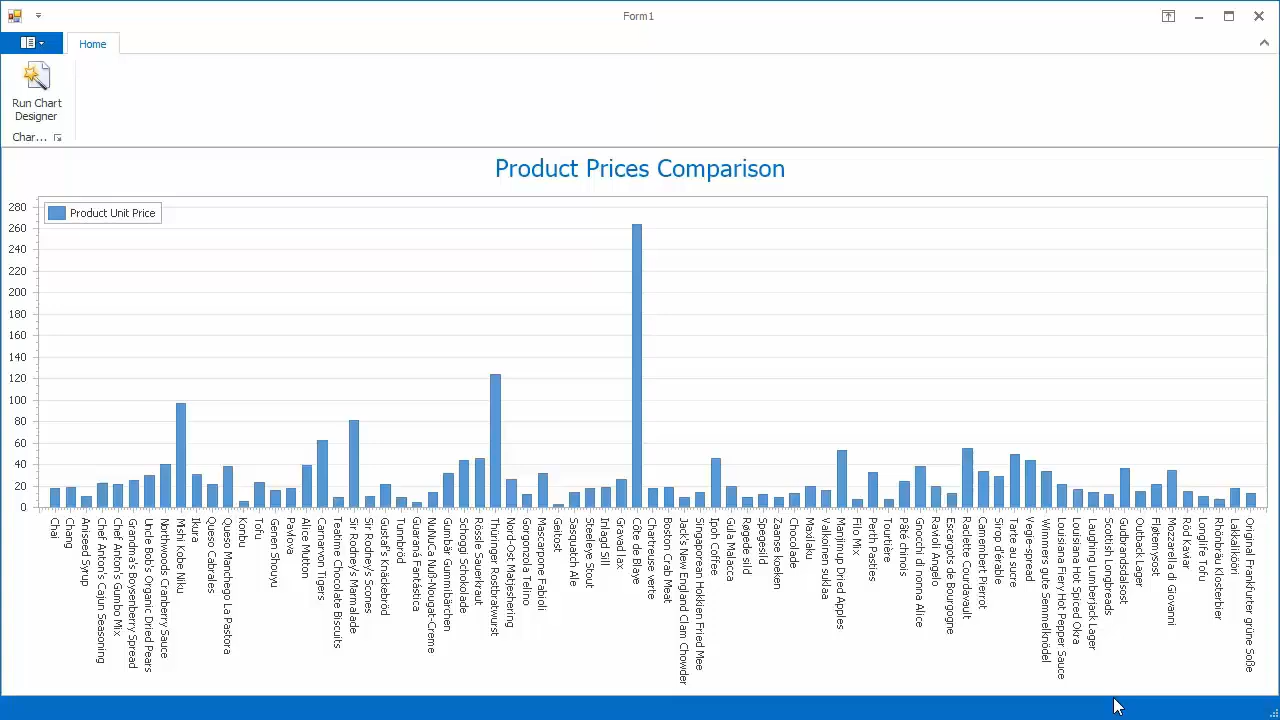 Form1
Home
Run Chart
Designer
Char...
Product Prices Comparison
Product Unit Price
280
260
240
220
200
180
160
140
120
100
80
60
40
20
0
Chai
Chang
Aniseed Syrup
Chef Anton's Cajun Seasoning
Chef Anton's Gumbo Mix
Grandma's Boysenberry Spread
Uncle Bob's Organic Dried Pears
Northwoods Cranberry Sauce
Mishi Kobe Niku
Ikura
Queso Cabrales
Queso Manchego La Pastora
Konbu
Tofu
Genen Shouyu
Pavlova
Alice Mutton
Carnarvon Tigers
Teatime Chocolate Biscuits
Sir Rodney's Marmalade
Sir Rodney's Scones
Gustaf's Knäckebröd
Tunnbröd
Guaraná Fantástica
NuNuCa Nuß-Nougat-Creme
Gumbär Gummibärchen
Schoggi Schokolade
Rössle Sauerkraut
Thüringer Rostbratwurst
Nord-Ost Matjeshering
Gorgonzola Telino
Mascarpone Fabioli
Geitost
Sasquatch Ale
Steeleye Stout
Inlagd Sill
Gravad lax
Côte de Blaye
Chartreuse verte
Boston Crab Meat
Jack's New England Clam Chowder
Singaporean Hokkien Fried Mee
Ipoh Coffee
Gula Malacca
Røgede sild
Spegesild
Zaanse koeken
Chocolade
Maxilaku
Valkoinen suklaa
Manjimup Dried Apples
Filo Mix
Perth Pasties
Tourtière
Pâté chinois
Gnocchi di nonna Alice
Ravioli Angelo
Escargots de Bourgogne
Raclette Courdavault
Camembert Pierrot
Sirop d'érable
Tarte au sucre
Vegie-spread
Wimmers gute Semmelknödel
Louisiana Fiery Hot Pepper Sauce
Louisiana Hot Spiced Okra
Laughing Lumberjack Lager
Scottish Longbreads
Gudbrandsdalsost
Outback Lager
Fløtemysost
Mozzarella di Giovanni
Röd Kaviar
Longlife Tofu
Rhönbräu Klosterbier
Lakkalikööri
Original Frankfurter grüne Soße